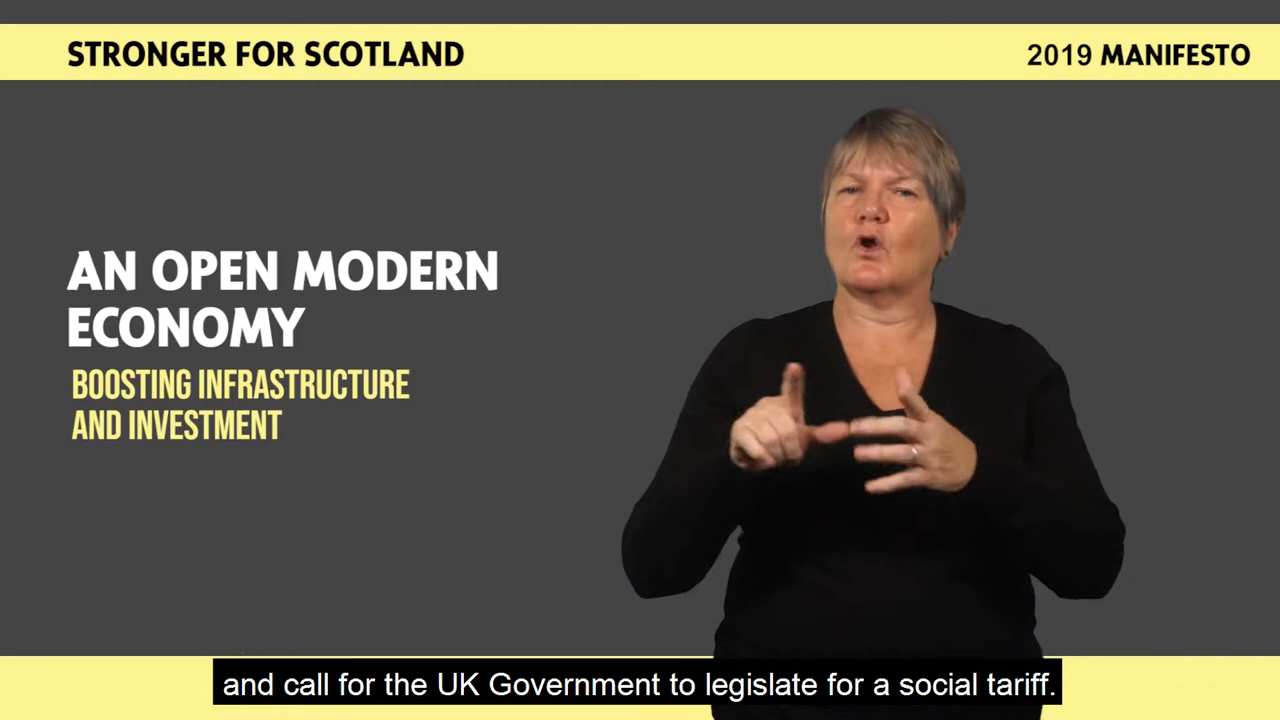 STRONGER FOR SCOTLAND
2019 MANIFESTO
AN OPEN MODERN
ECONOMY
BOOSTING INFRASTRUCTURE
AND INVESTMENT
and call for the UK Government to legislate for a social tariff.